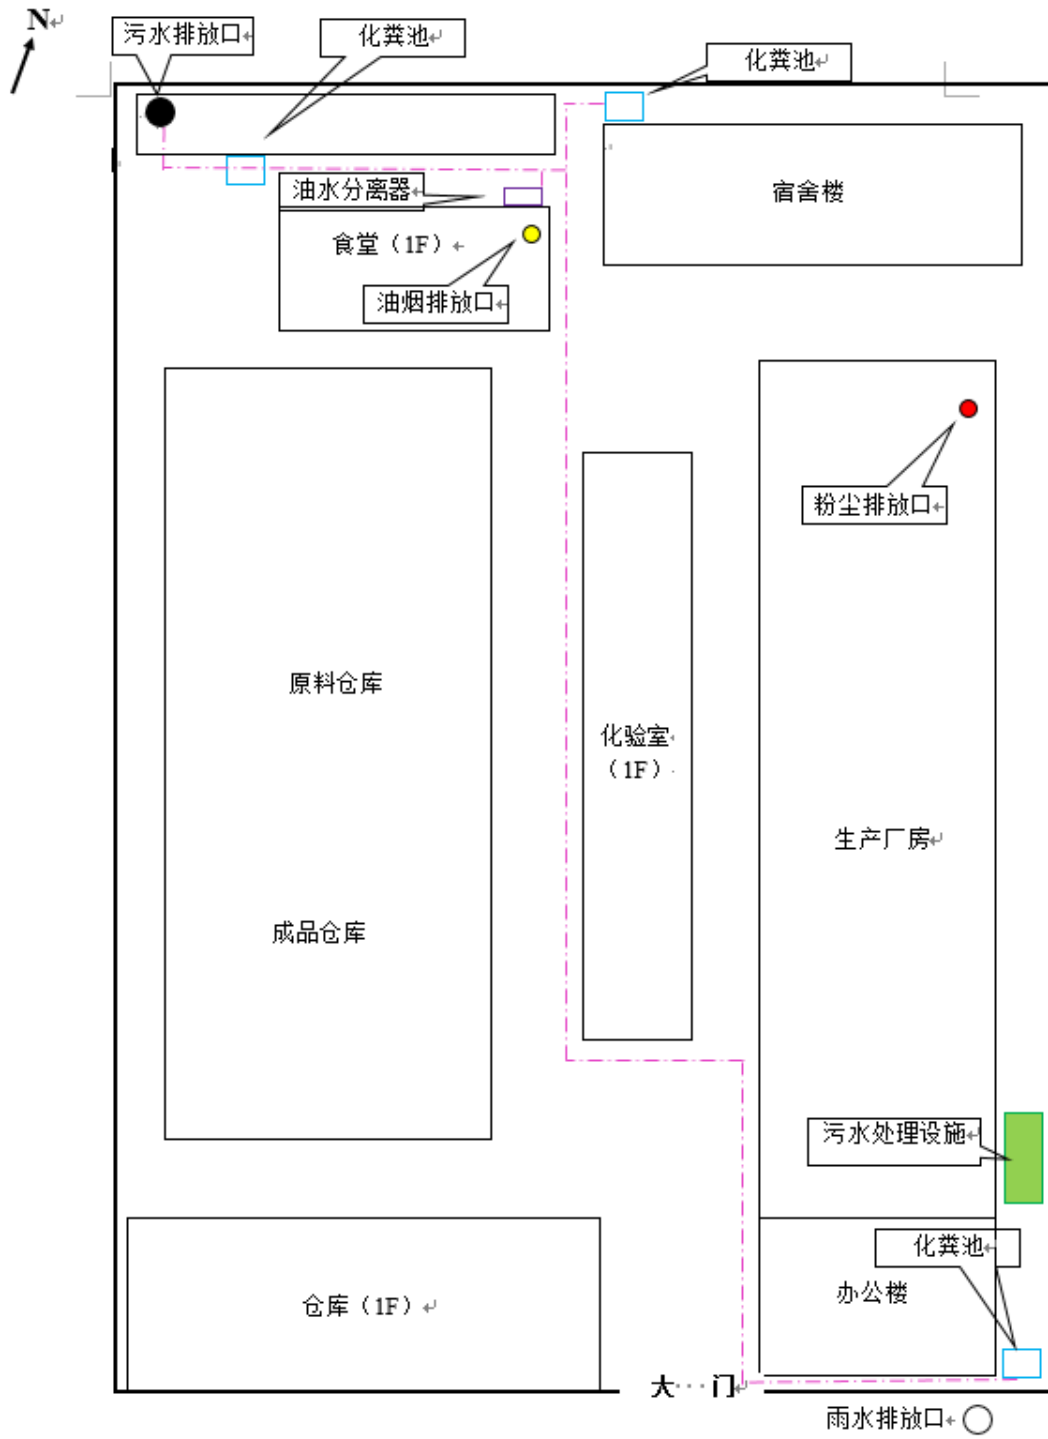 N
污水排放口
化粪池
化粪池
油水分离器
宿舍楼
食堂（1F）
油烟排放口
粉尘排放口
原料仓库
化验室
（1F）
生产厂房
成品仓库
污水处理设施
化粪池
办公楼
仓库（1F）
大···门
雨水排放口